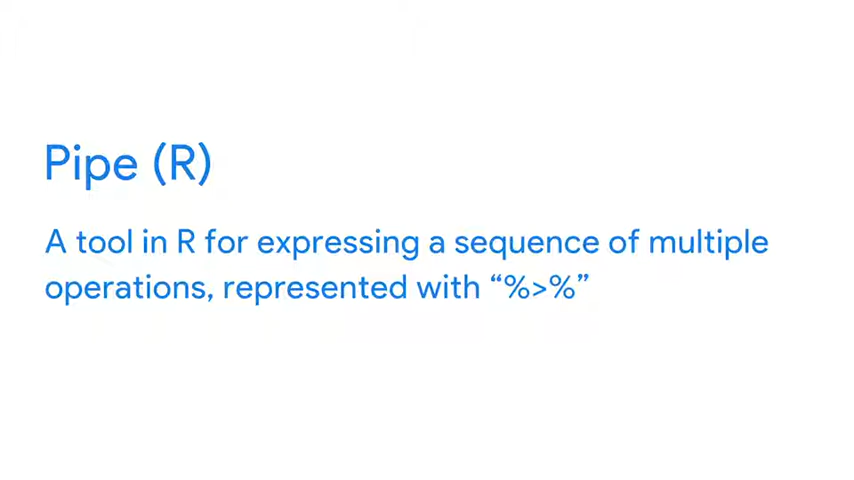 Pipe (R)
A tool in R for expressing a sequence of multiple
operations, represented with “%>%”